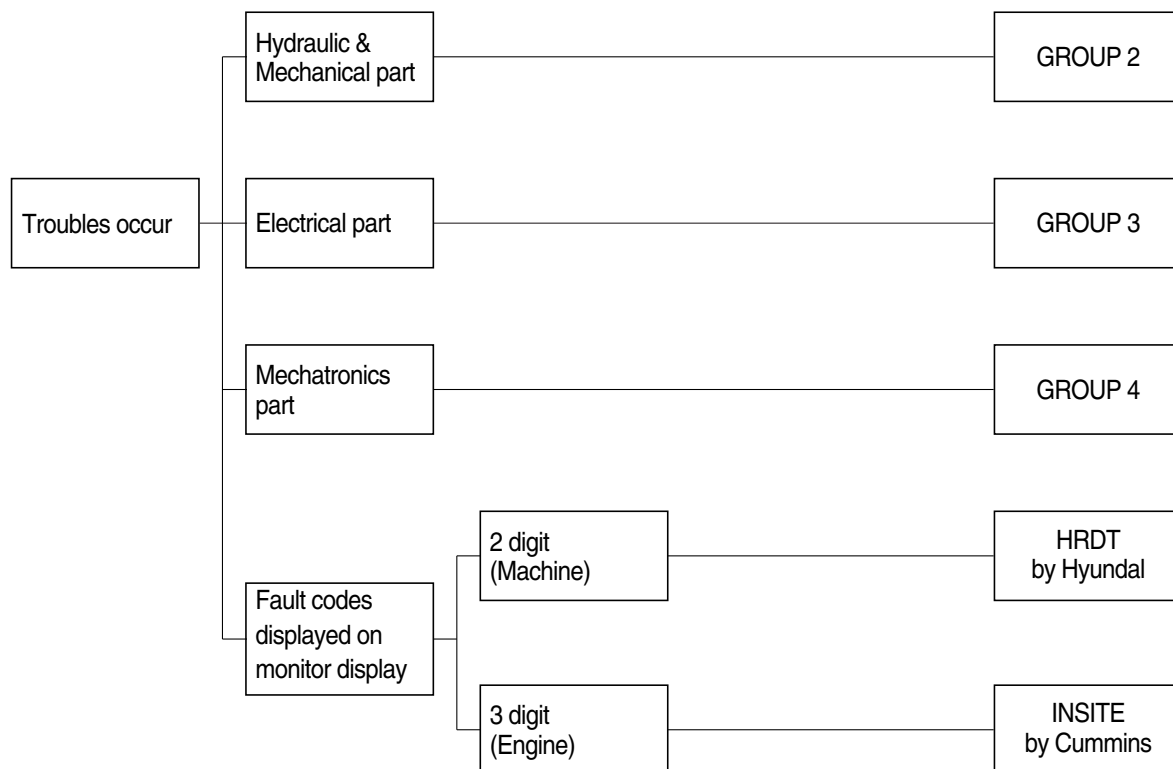 Hydraulic &
Mechanical part
GROUP 2
Troubles occur
Electrical part
GROUP 3
Mechatronics
part
GROUP 4
2 digit
(Machine)
HRDT
by Hyundal
Fault codes
displayed on
monitor display
3 digit
(Engine)
INSITE
by Cummins